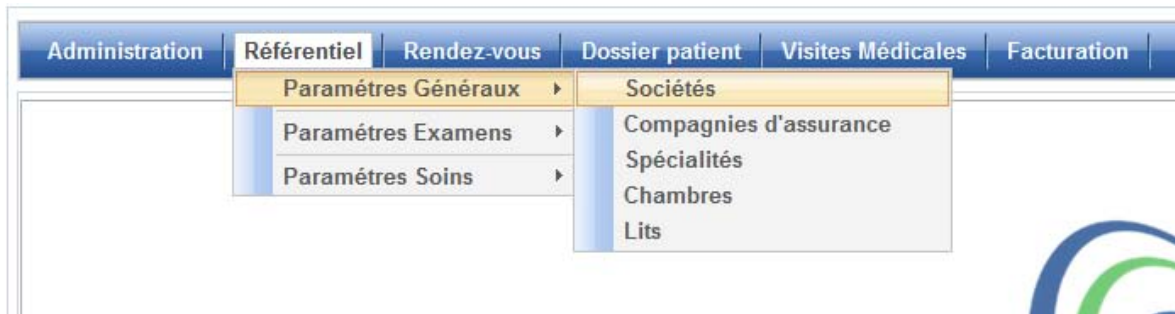 Administration Référentiel Rendez-vous Dossier patient Visites Médicales Facturation
Paramétres Généraux
Paramétres Examens
Paramétres Soins
Sociétés
Compagnies d'assurance
Spécialités
Chambres
Lits